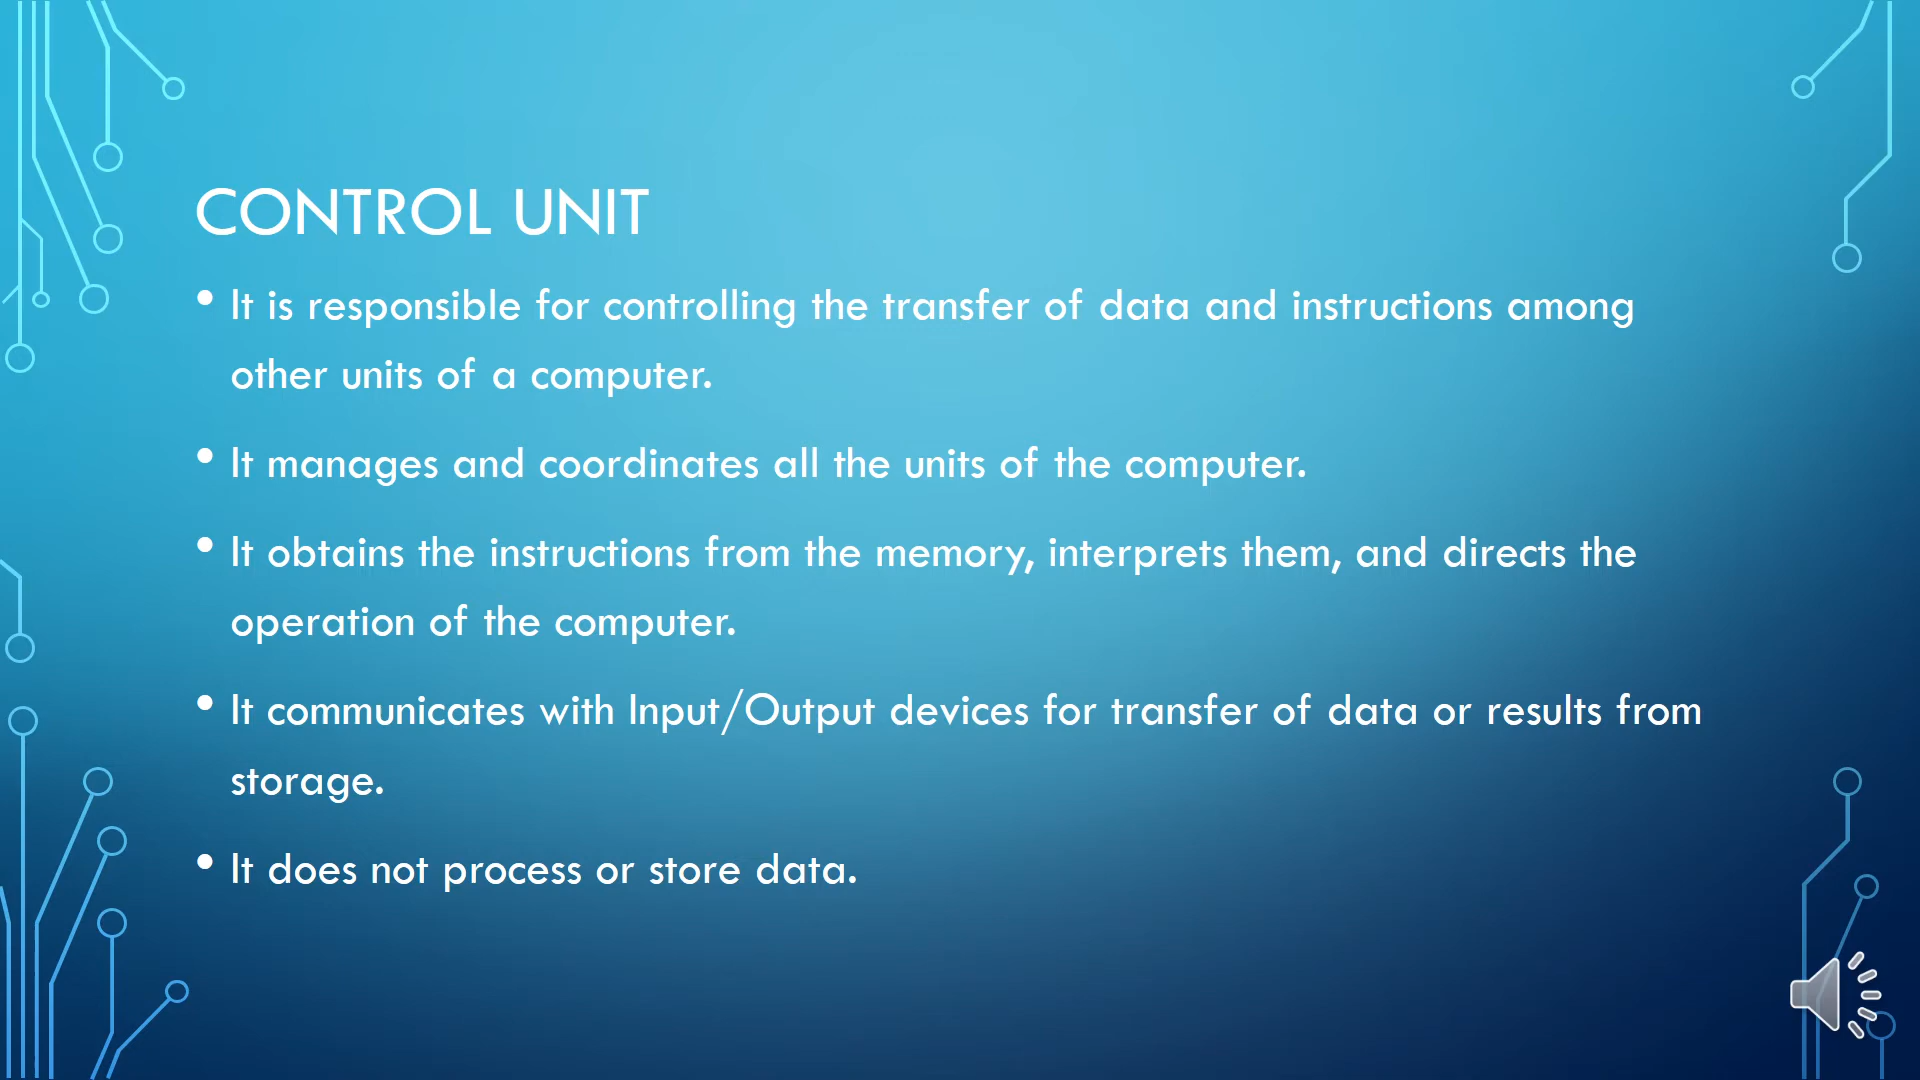 CONTROL UNIT
• It is responsible for controlling the transfer of data and instructions among
other units of a computer.
• It manages and coordinates all the units of the computer.
• It obtains the instructions from the memory, interprets them, and directs the
operation of the computer.
• It communicates with Input/Output devices for transfer of data or results from
storage.
• It does not process or store data.